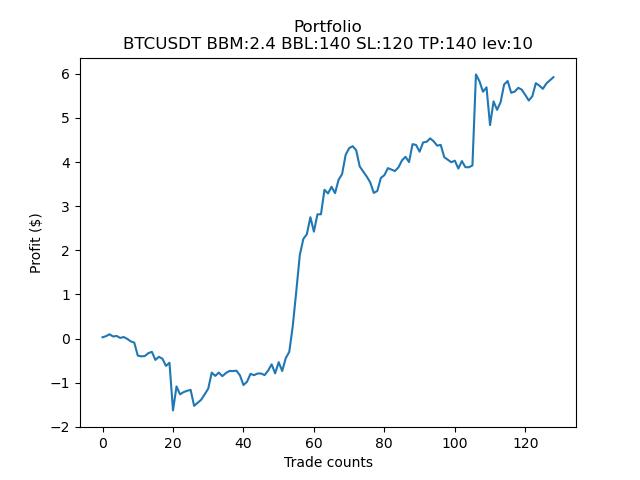 Portfolio
BTCUSDT BBM:2.4 BBL:140 SL:120 TP:140 lev:10
6
5
4
3
2
1
0
−1
−2
Profit ($)
0 20 40 60 80 100 120
Trade counts